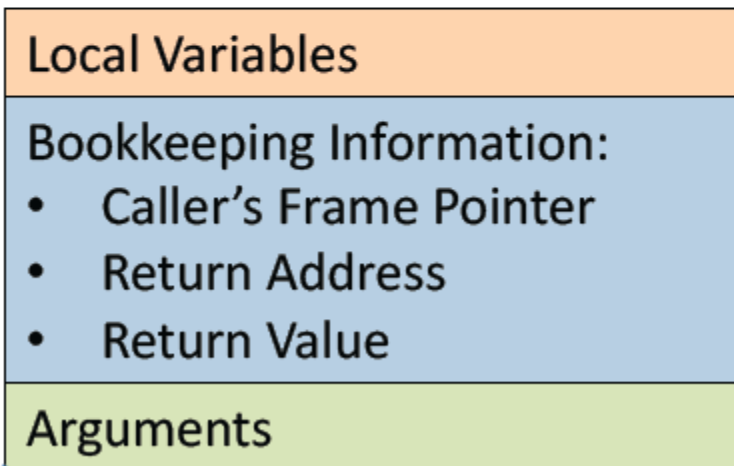 Local Variables
Bookkeeping Information:
• Caller’s Frame Pointer
• Return Address
• Return Value
Arguments